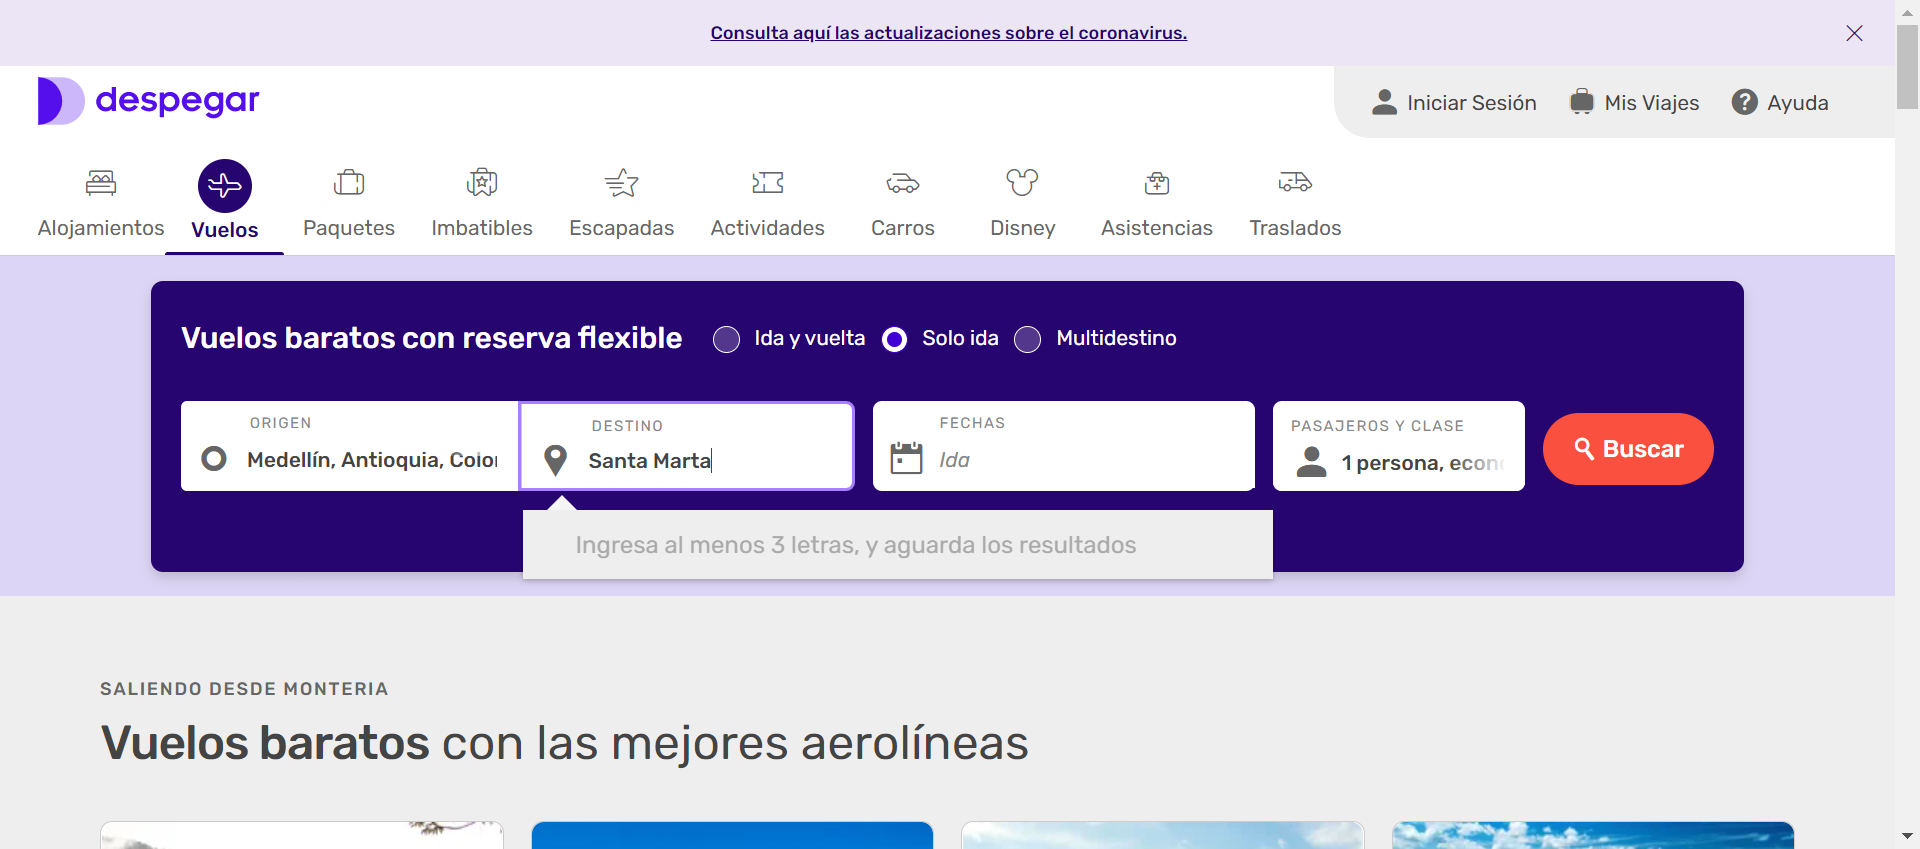 Consulta aquí las actualizaciones sobre el coronavirus.
despegar
Iniciar Sesión
Mis Viajes
Ayuda
Alojamientos
Vuelos
Paquetes
Imbatibles
Escapadas
Actividades
Carros
Disney
Asistencias
Traslados
Vuelos baratos con reserva flexible
Ida y vuelta
Solo ida
Multidestino
ORIGEN
Medellín, Antioquia, Colo
DESTINO
Santa Marta
FECHAS
Ida
PASAJEROS Y CLASE
1 persona, econ
Buscar
Ingresa al menos 3 letras, y aguarda los resultados
SALIENDO DESDE MONTERIA
Vuelos baratos con las mejores aerolíneas